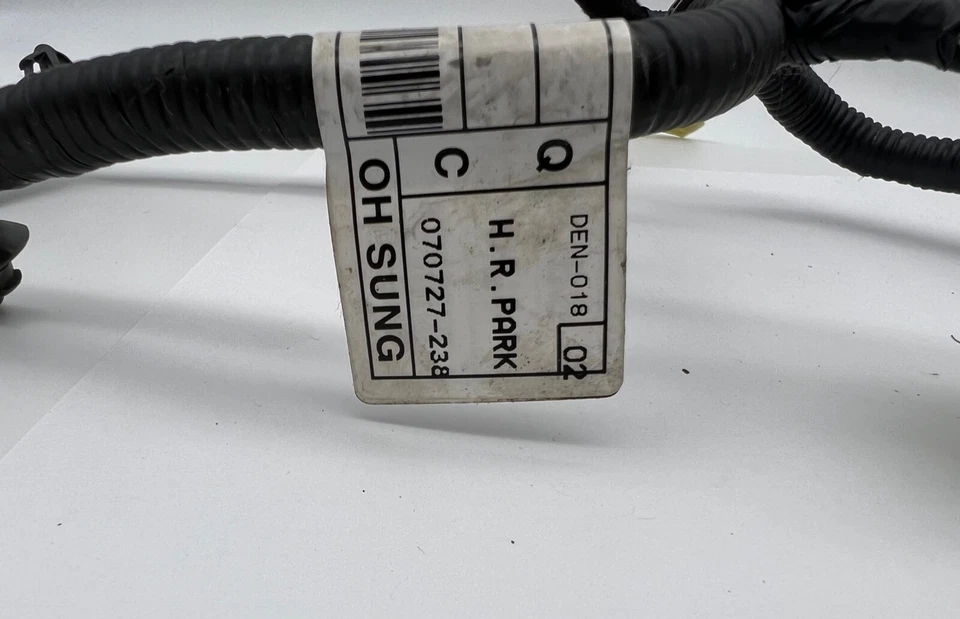 Q
C
DEN-018
02
H.R.PARK
070727-238
OH SUNG